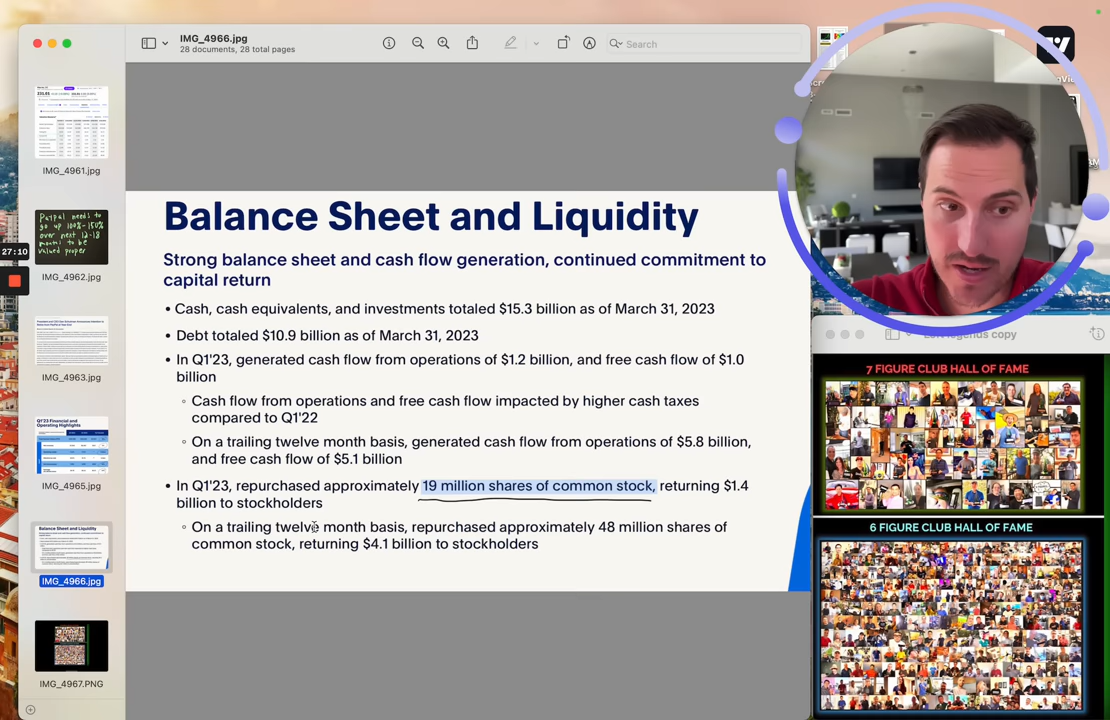 IMG_4966.jpg
28 documents, 28 total pages
Search
IMG_4961.jpg
Paypal needs to
go up 100%-150%
over next 12-18
months to be
valued proper
IMG_4962.jpg
27:10
IMG_4963.jpg
Q1'23 Financial and
Operating Highlights
IMG_4965.jpg
Balance Sheet and Liquidity
IMG_4966.jpg
IMG_4967.PNG
Balance Sheet and Liquidity
Strong balance sheet and cash flow generation, continued commitment to
capital return
• Cash, cash equivalents, and investments totaled $15.3 billion as of March 31, 2023
• Debt totaled $10.9 billion as of March 31, 2023
• In Q1'23, generated cash flow from operations of $1.2 billion, and free cash flow of $1.0
billion
◦ Cash flow from operations and free cash flow impacted by higher cash taxes
compared to Q1'22
◦ On a trailing twelve month basis, generated cash flow from operations of $5.8 billion,
and free cash flow of $5.1 billion
• In Q1'23, repurchased approximately 19 million shares of common stock, returning $1.4
billion to stockholders
◦ On a trailing twelve month basis, repurchased approximately 48 million shares of
common stock, returning $4.1 billion to stockholders
legends copy
7 FIGURE CLUB HALL OF FAME
6 FIGURE CLUB HALL OF FAME